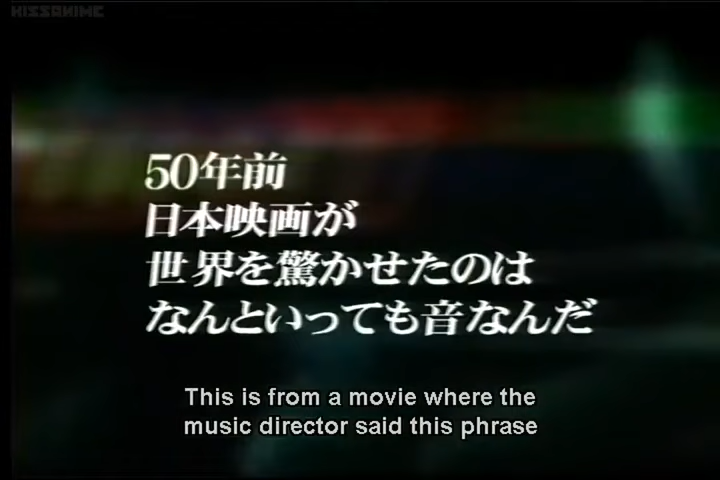 KISSANIME
50年前
日本映画が
世界を驚かせたのは
なんといっても音なんだ
This is from a movie where the
music director said this phrase